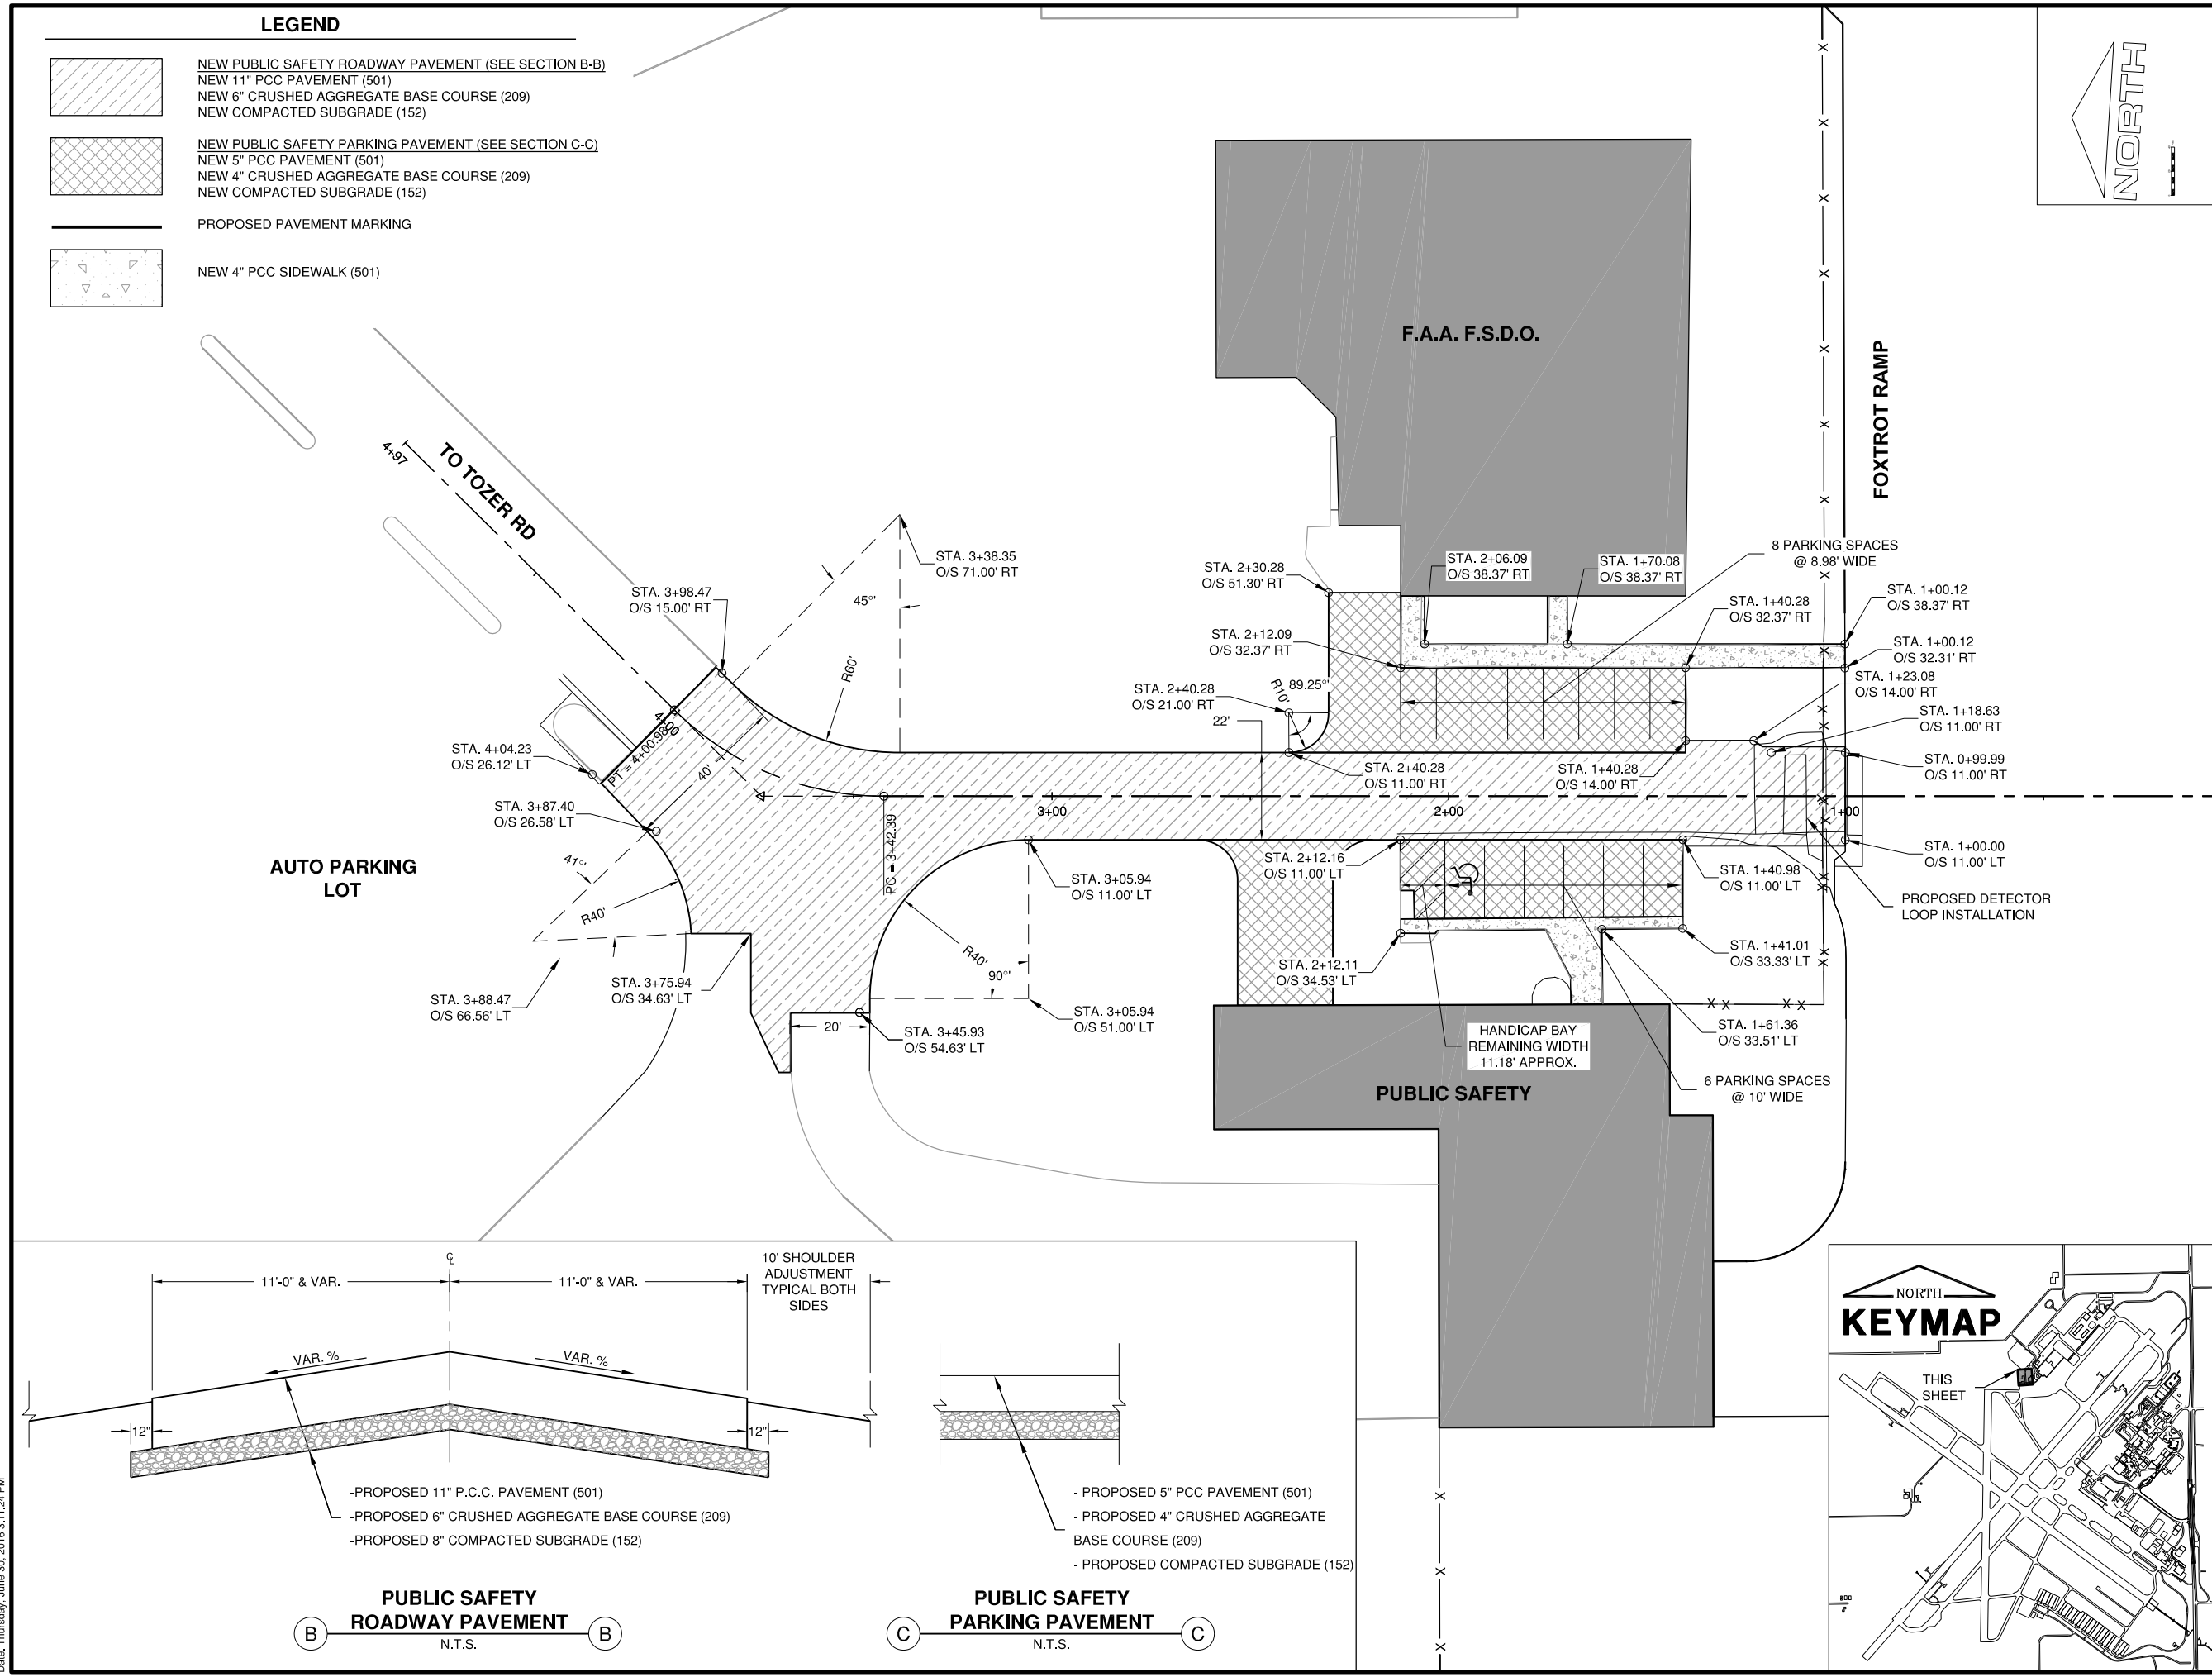 LEGEND
NEW PUBLIC SAFETY ROADWAY PAVEMENT (SEE SECTION B-B)
NEW 11" PCC PAVEMENT (501)
NEW 6" CRUSHED AGGREGATE BASE COURSE (209)
NEW COMPACTED SUBGRADE (152)
NEW PUBLIC SAFETY PARKING PAVEMENT (SEE SECTION C-C)
NEW 5" PCC PAVEMENT (501)
NEW 4" CRUSHED AGGREGATE BASE COURSE (209)
NEW COMPACTED SUBGRADE (152)
PROPOSED PAVEMENT MARKING
NEW 4" PCC SIDEWALK (501)
NORTH
F.A.A. F.S.D.O.
FOXTROT RAMP
4+97
TO TOZER RD
STA. 3+38.35
O/S 71.00' RT
45°'
STA. 3+98.47
O/S 15.00' RT
R60'
STA. 2+30.28
O/S 51.30' RT
STA. 2+06.09
O/S 38.37' RT
STA. 1+70.08
O/S 38.37' RT
8 PARKING SPACES
@ 8.98' WIDE
STA. 1+40.28
O/S 32.37' RT
STA. 1+00.12
O/S 38.37' RT
STA. 2+12.09
O/S 32.37' RT
STA. 1+00.12
O/S 32.31' RT
STA. 1+23.08
O/S 14.00' RT
STA. 2+40.28
O/S 21.00' RT
R10'
89.25°'
22'
STA. 1+18.63
O/S 11.00' RT
4+00
PT = 4+00.98
40'
STA. 4+04.23
O/S 26.12' LT
STA. 2+40.28
O/S 11.00' RT
STA. 1+40.28
O/S 14.00' RT
STA. 0+99.99
O/S 11.00' RT
3+00
2+00
1+00
STA. 3+87.40
O/S 26.58' LT
PC = 3+42.39
AUTO PARKING
LOT
41°'
R40'
STA. 3+05.94
O/S 11.00' LT
STA. 2+12.16
O/S 11.00' LT
STA. 1+40.98
O/S 11.00' LT
STA. 1+00.00
O/S 11.00' LT
PROPOSED DETECTOR
LOOP INSTALLATION
R40'
90°'
STA. 3+88.47
O/S 66.56' LT
STA. 3+75.94
O/S 34.63' LT
STA. 2+12.11
O/S 34.53' LT
STA. 1+41.01
O/S 33.33' LT
20'
STA. 3+45.93
O/S 54.63' LT
STA. 3+05.94
O/S 51.00' LT
HANDICAP BAY
REMAINING WIDTH
11.18' APPROX.
STA. 1+61.36
O/S 33.51' LT
PUBLIC SAFETY
6 PARKING SPACES
@ 10' WIDE
11'-0" & VAR.
11'-0" & VAR.
10' SHOULDER
ADJUSTMENT
TYPICAL BOTH
SIDES
VAR. %
VAR. %
12"
12"
-PROPOSED 11" P.C.C. PAVEMENT (501)
-PROPOSED 6" CRUSHED AGGREGATE BASE COURSE (209)
-PROPOSED 8" COMPACTED SUBGRADE (152)
PUBLIC SAFETY
ROADWAY PAVEMENT
B
B
N.T.S.
- PROPOSED 5" PCC PAVEMENT (501)
- PROPOSED 4" CRUSHED AGGREGATE
BASE COURSE (209)
- PROPOSED COMPACTED SUBGRADE (152)
PUBLIC SAFETY
PARKING PAVEMENT
C
C
N.T.S.
NORTH
KEYMAP
THIS
SHEET